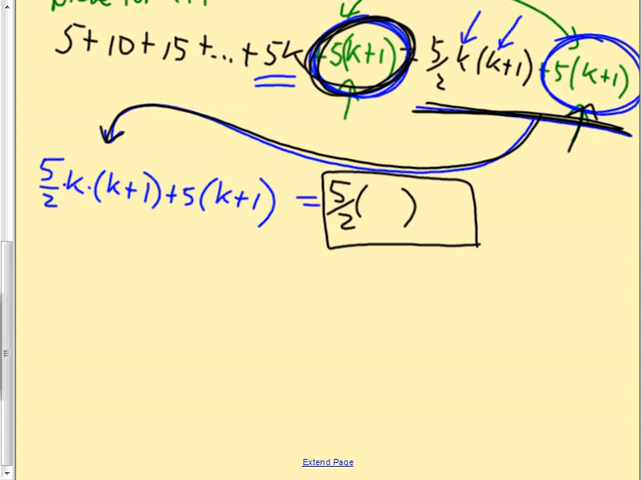 5+10+15+...+5k+5(k+1) = 5/2 k(k+1) +5(k+1)
5/2·k·(k+1)+5(k+1) = 5/2( )
Extend Page